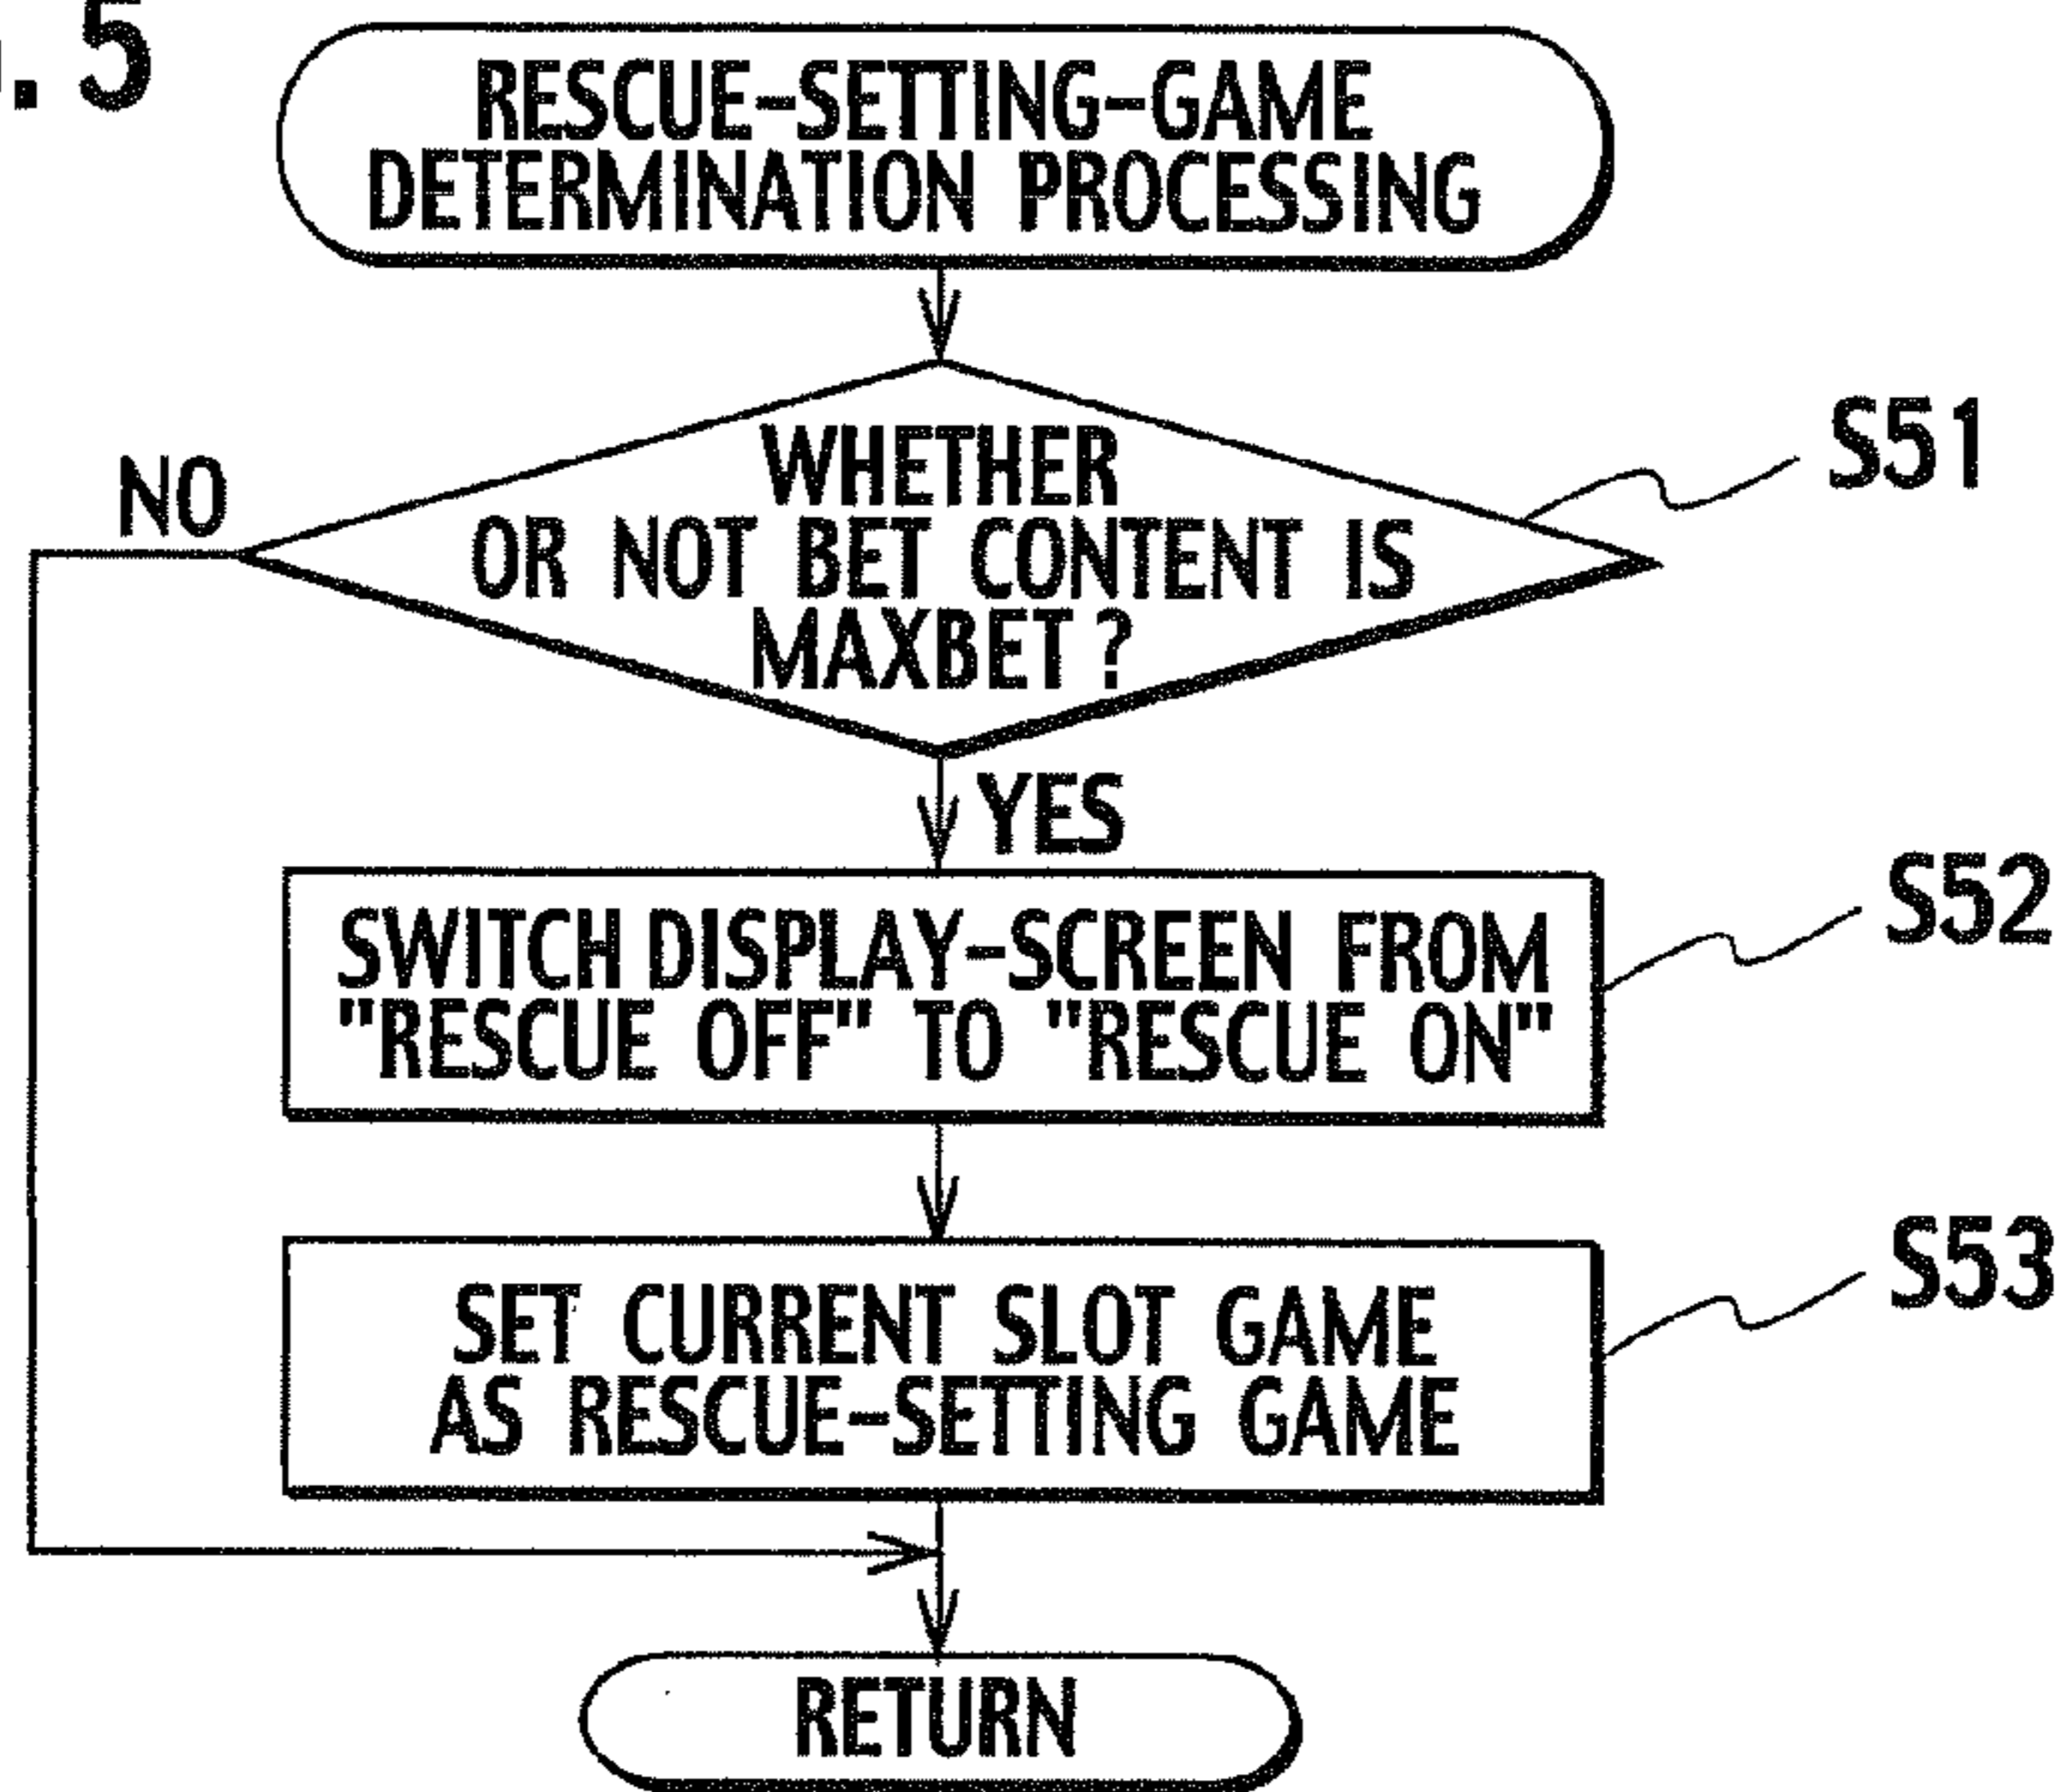 .5
RESCUE-SETTING-GAME
DETERMINATION PROCESSING
WHETHER
OR NOT BET CONTENT IS
MAXBET ?
S51
NO
YES
SWITCH DISPLAY-SCREEN FROM
"RESCUE OFF" TO "RESCUE ON"
S52
SET CURRENT SLOT GAME
AS RESCUE-SETTING GAME
S53
RETURN